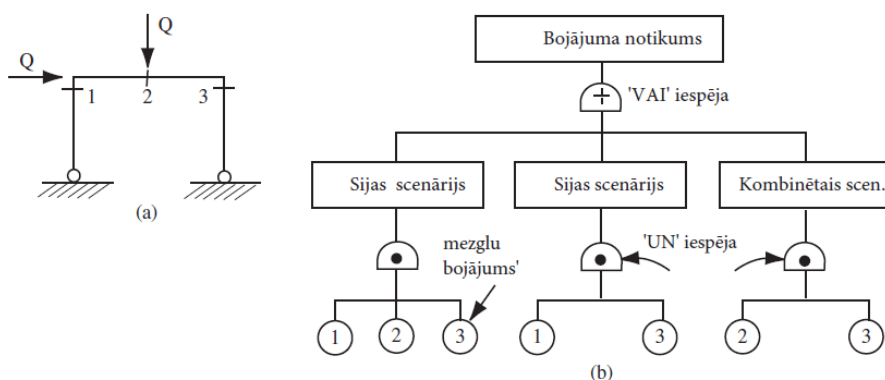 Q
Q
1
2
3
(a)
Bojājuma notikums
'VAI' iespēja
Sijas scenārijs
Sijas scenārijs
Kombinētais scen.
mezglu
bojājums'
'UN' iespēja
1
2
3
1
3
2
3
(b)